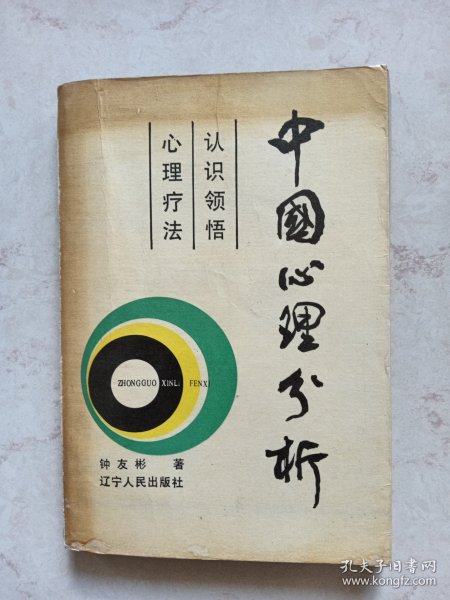 中國心理分析
认识领悟
心理疗法
ZHONGGUO XINLI FENXI
钟友彬 著
辽宁人民出版社
孔夫子旧书网
www.kongfz.com